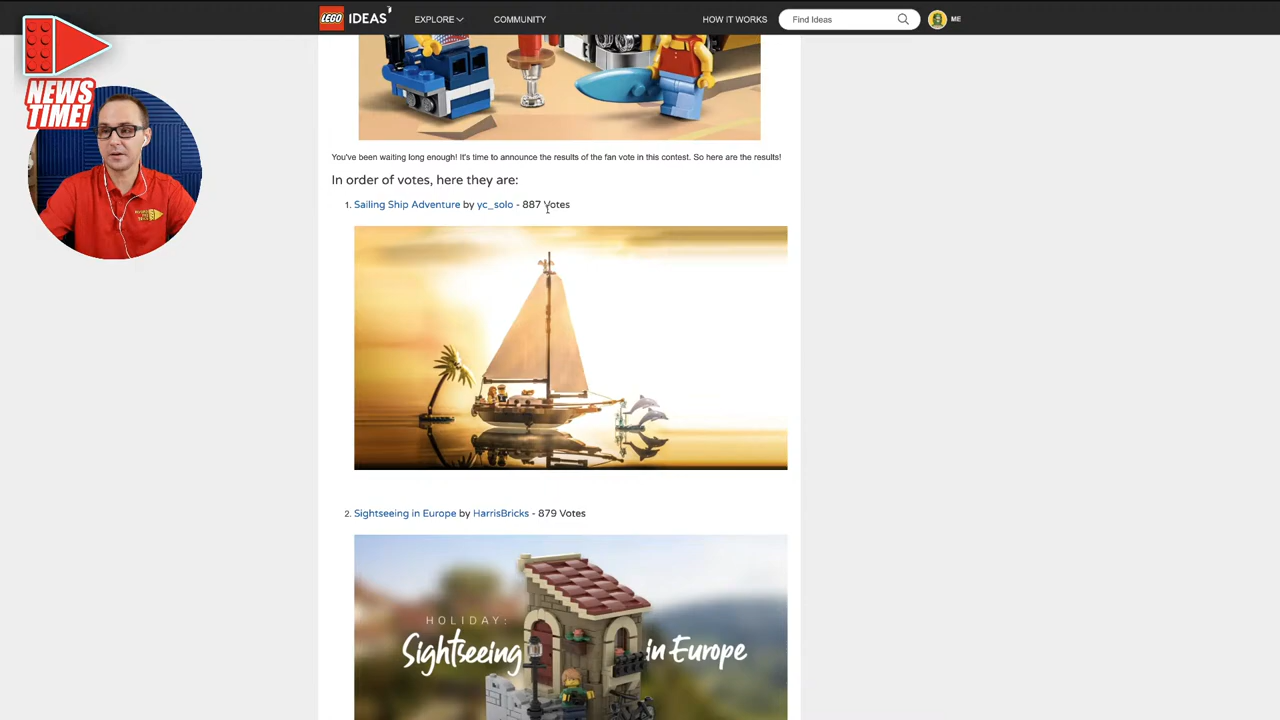 LEGO IDEAS EXPLORE COMMUNITY HOW IT WORKS Find Ideas ME
NEWS
TIME!
You've been waiting long enough! It's time to announce the results of the fan vote in this contest. So here are the results!
In order of votes, here they are:
1. Sailing Ship Adventure by yc_solo - 887 Votes
2. Sightseeing in Europe by HarrisBricks - 879 Votes
HOLIDAY:
Sightseeing in Europe